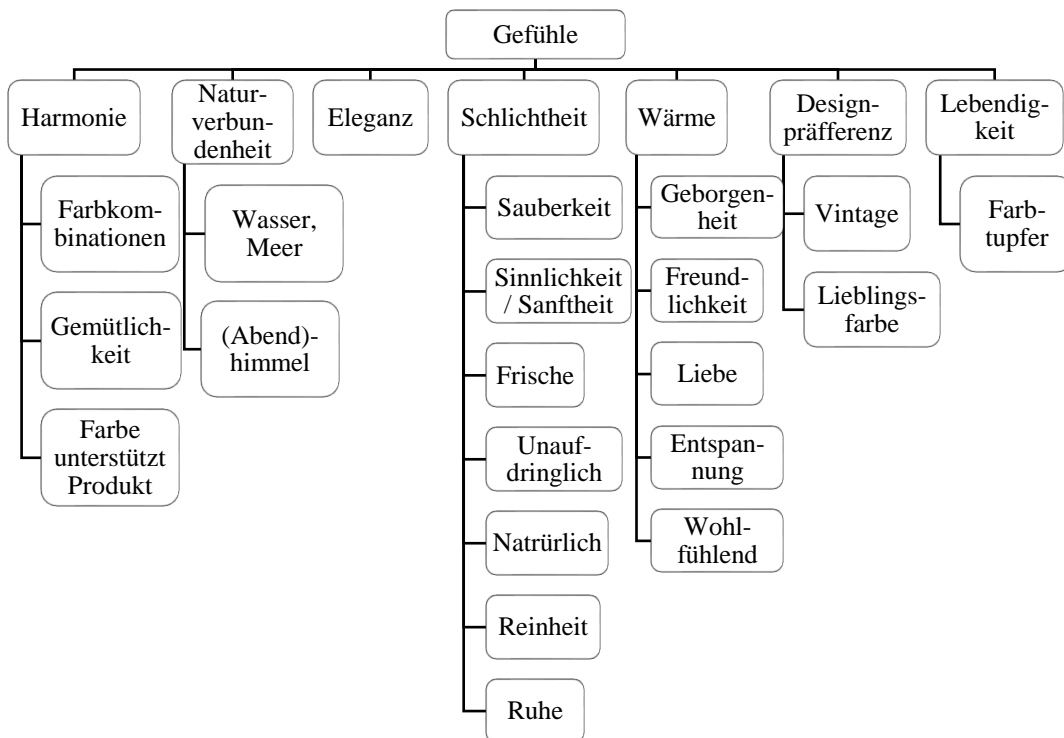 Gefühle
Harmonie
Natur-
verbun-
denheit
Eleganz
Schlichtheit
Wärme
Design-
präfferenz
Lebendig-
keit
Farbkom-
binationen
Gemütlich-
keit
Farbe
unterstützt
Produkt
Wasser,
Meer
(Abend)-
himmel
Sauberkeit
Sinnlichkeit
/ Sanftheit
Frische
Unauf-
dringlich
Natrürlich
Reinheit
Ruhe
Geborgen-
heit
Freund-
lichkeit
Liebe
Entspan-
nung
Wohl-
fühlend
Vintage
Lieblings-
farbe
Farb-
tupfer